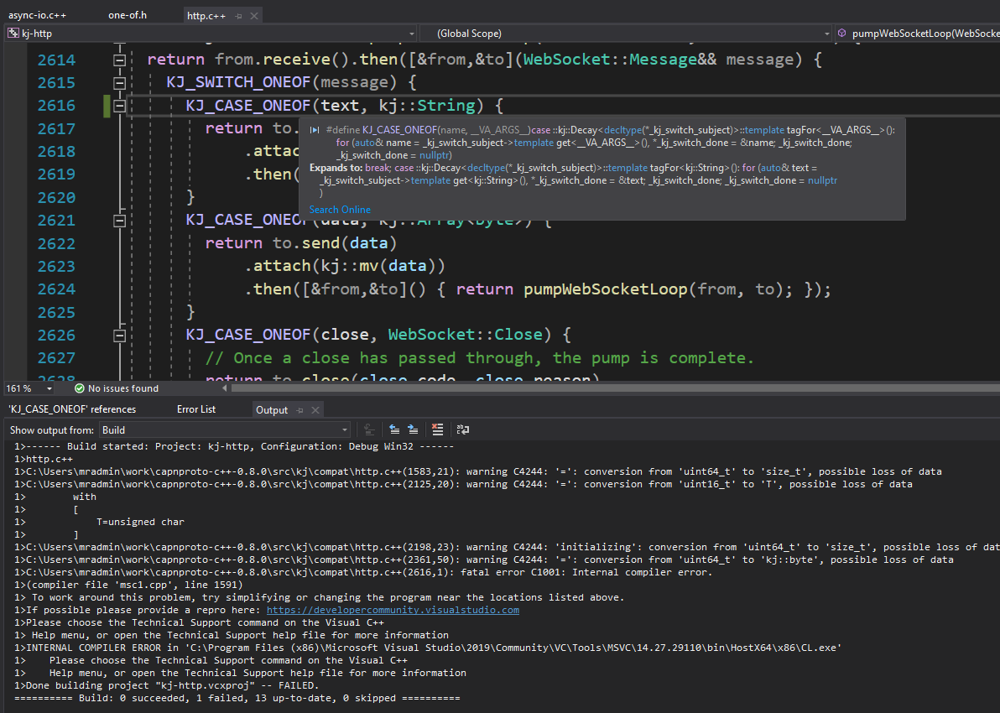 async-io.c++ one-of.h http.c++
kj-http (Global Scope) pumpWebSocketLoop(WebSocke
2614 return from.receive().then([&from,&to](WebSocket::Message&& message) {
2615 KJ_SWITCH_ONEOF(message) {
2616 KJ_CASE_ONEOF(text, kj::String) {
2617 return to.
2618 .attac
2619 .then(
2620 }
2621 KJ_CASE_ONEOF(data, kj::Array<byte>) {
2622 return to.send(data)
2623 .attach(kj::mv(data))
2624 .then([&from,&to]() { return pumpWebSocketLoop(from, to); });
2625 }
2626 KJ_CASE_ONEOF(close, WebSocket::Close) {
2627 // Once a close has passed through, the pump is complete.
2628 return to.close(close.code, close.reason)
#define KJ_CASE_ONEOF(name, __VA_ARGS__)case ::kj::Decay<decltype(*_kj_switch_subject)>::template tagFor<__VA_ARGS__>():
for (auto& name = _kj_switch_subject->template get<__VA_ARGS__>(), *_kj_switch_done = &name; _kj_switch_done;
_kj_switch_done = nullptr)
Expands to: break; case ::kj::Decay<decltype(*_kj_switch_subject)>::template tagFor<kj::String>(): for (auto& text =
_kj_switch_subject->template get<kj::String>(), *_kj_switch_done = &text; _kj_switch_done; _kj_switch_done = nullptr
)
Search Online
161 % No issues found
'KJ_CASE_ONEOF' references Error List Output
Show output from: Build
1>------ Build started: Project: kj-http, Configuration: Debug Win32 ------
1>http.c++
1>C:\Users\mradmin\work\capnproto-c++-0.8.0\src\kj\compat\http.c++(1583,21): warning C4244: '=': conversion from 'uint64_t' to 'size_t', possible loss of data
1>C:\Users\mradmin\work\capnproto-c++-0.8.0\src\kj\compat\http.c++(2125,20): warning C4244: '=': conversion from 'uint16_t' to 'T', possible loss of data
1> with
1> [
1> T=unsigned char
1> ]
1>C:\Users\mradmin\work\capnproto-c++-0.8.0\src\kj\compat\http.c++(2198,23): warning C4244: 'initializing': conversion from 'uint64_t' to 'size_t', possible loss of dat
1>C:\Users\mradmin\work\capnproto-c++-0.8.0\src\kj\compat\http.c++(2361,50): warning C4244: '=': conversion from 'uint64_t' to 'kj::byte', possible loss of data
1>C:\Users\mradmin\work\capnproto-c++-0.8.0\src\kj\compat\http.c++(2616,1): fatal error C1001: Internal compiler error.
1>(compiler file 'msc1.cpp', line 1591)
1> To work around this problem, try simplifying or changing the program near the locations listed above.
1>If possible please provide a repro here: https://developercommunity.visualstudio.com
1>Please choose the Technical Support command on the Visual C++
1> Help menu, or open the Technical Support help file for more information
1>INTERNAL COMPILER ERROR in 'C:\Program Files (x86)\Microsoft Visual Studio\2019\Community\VC\Tools\MSVC\14.27.29110\bin\HostX64\x86\CL.exe'
1> Please choose the Technical Support command on the Visual C++
1> Help menu, or open the Technical Support help file for more information
1>Done building project "kj-http.vcxproj" -- FAILED.
========== Build: 0 succeeded, 1 failed, 13 up-to-date, 0 skipped ==========